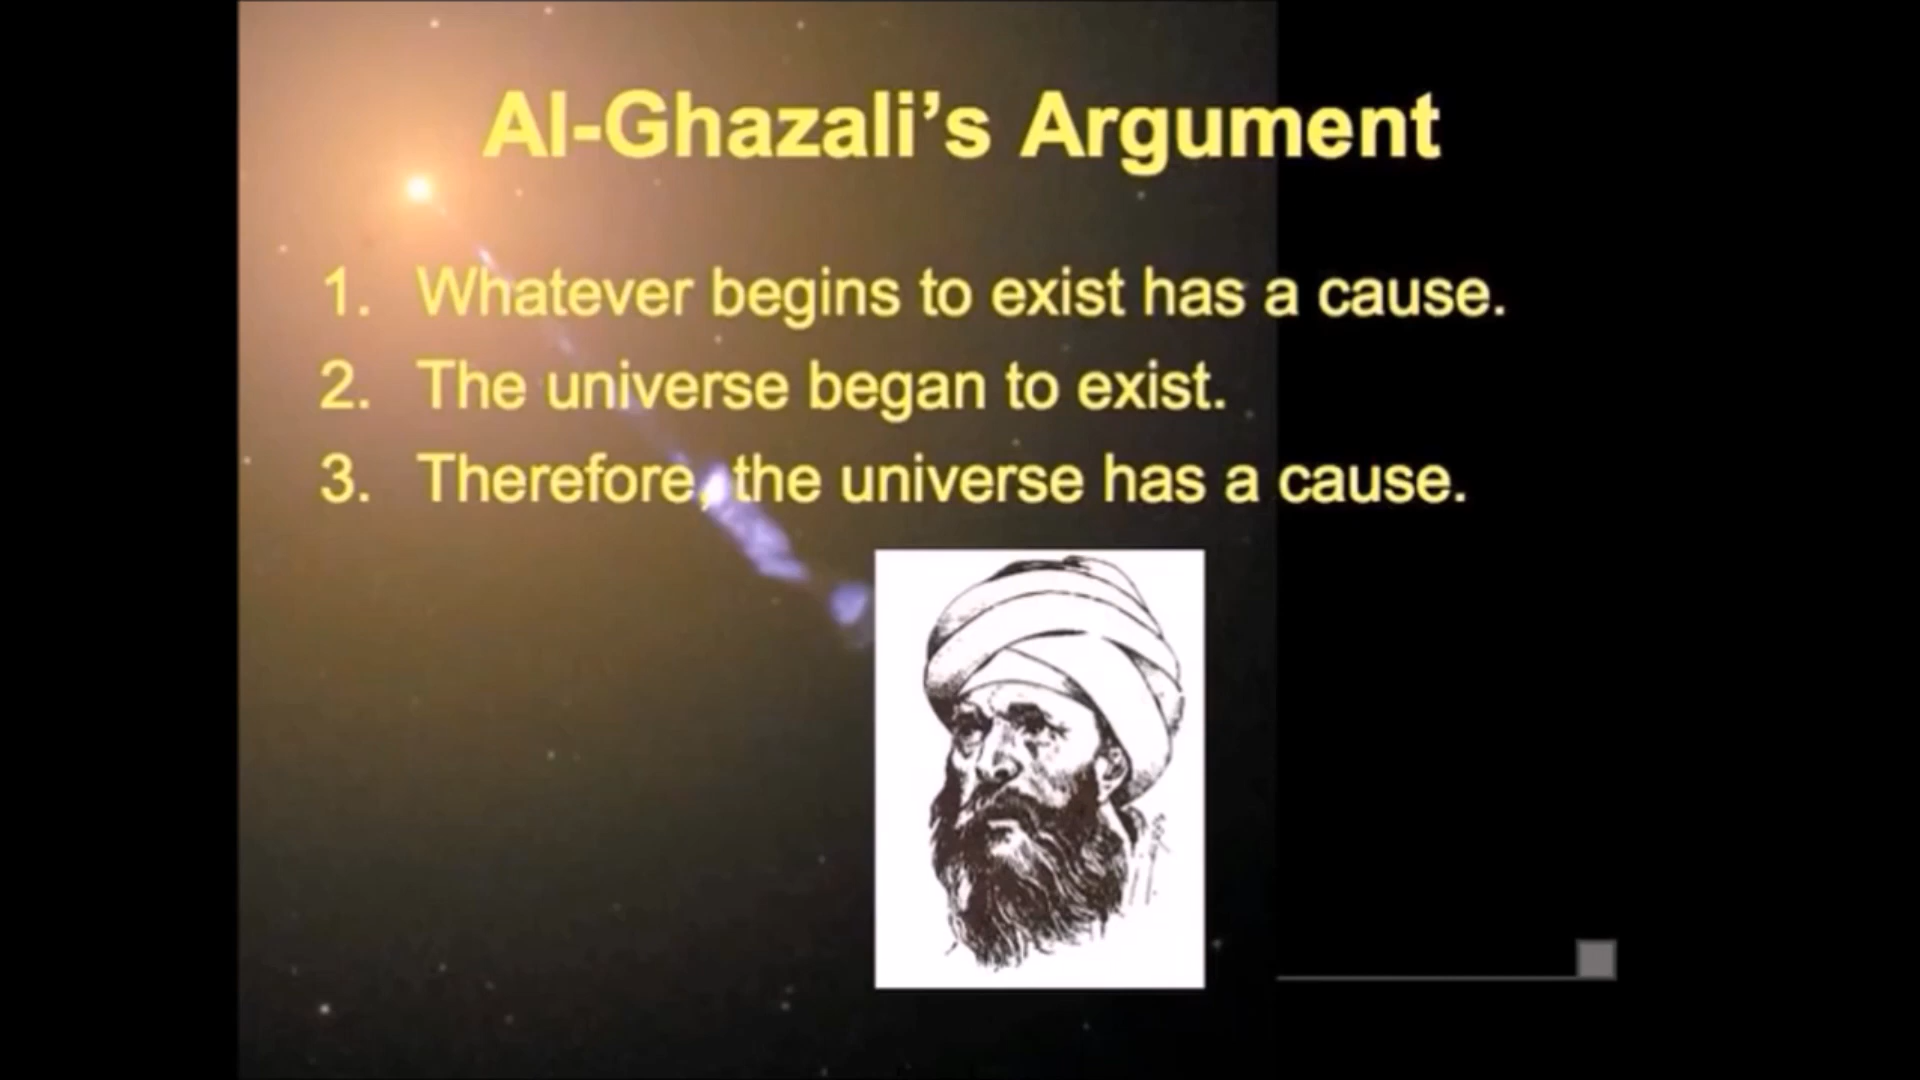 Al-Ghazali’s Argument
1. Whatever begins to exist has a cause.
2. The universe began to exist.
3. Therefore, the universe has a cause.